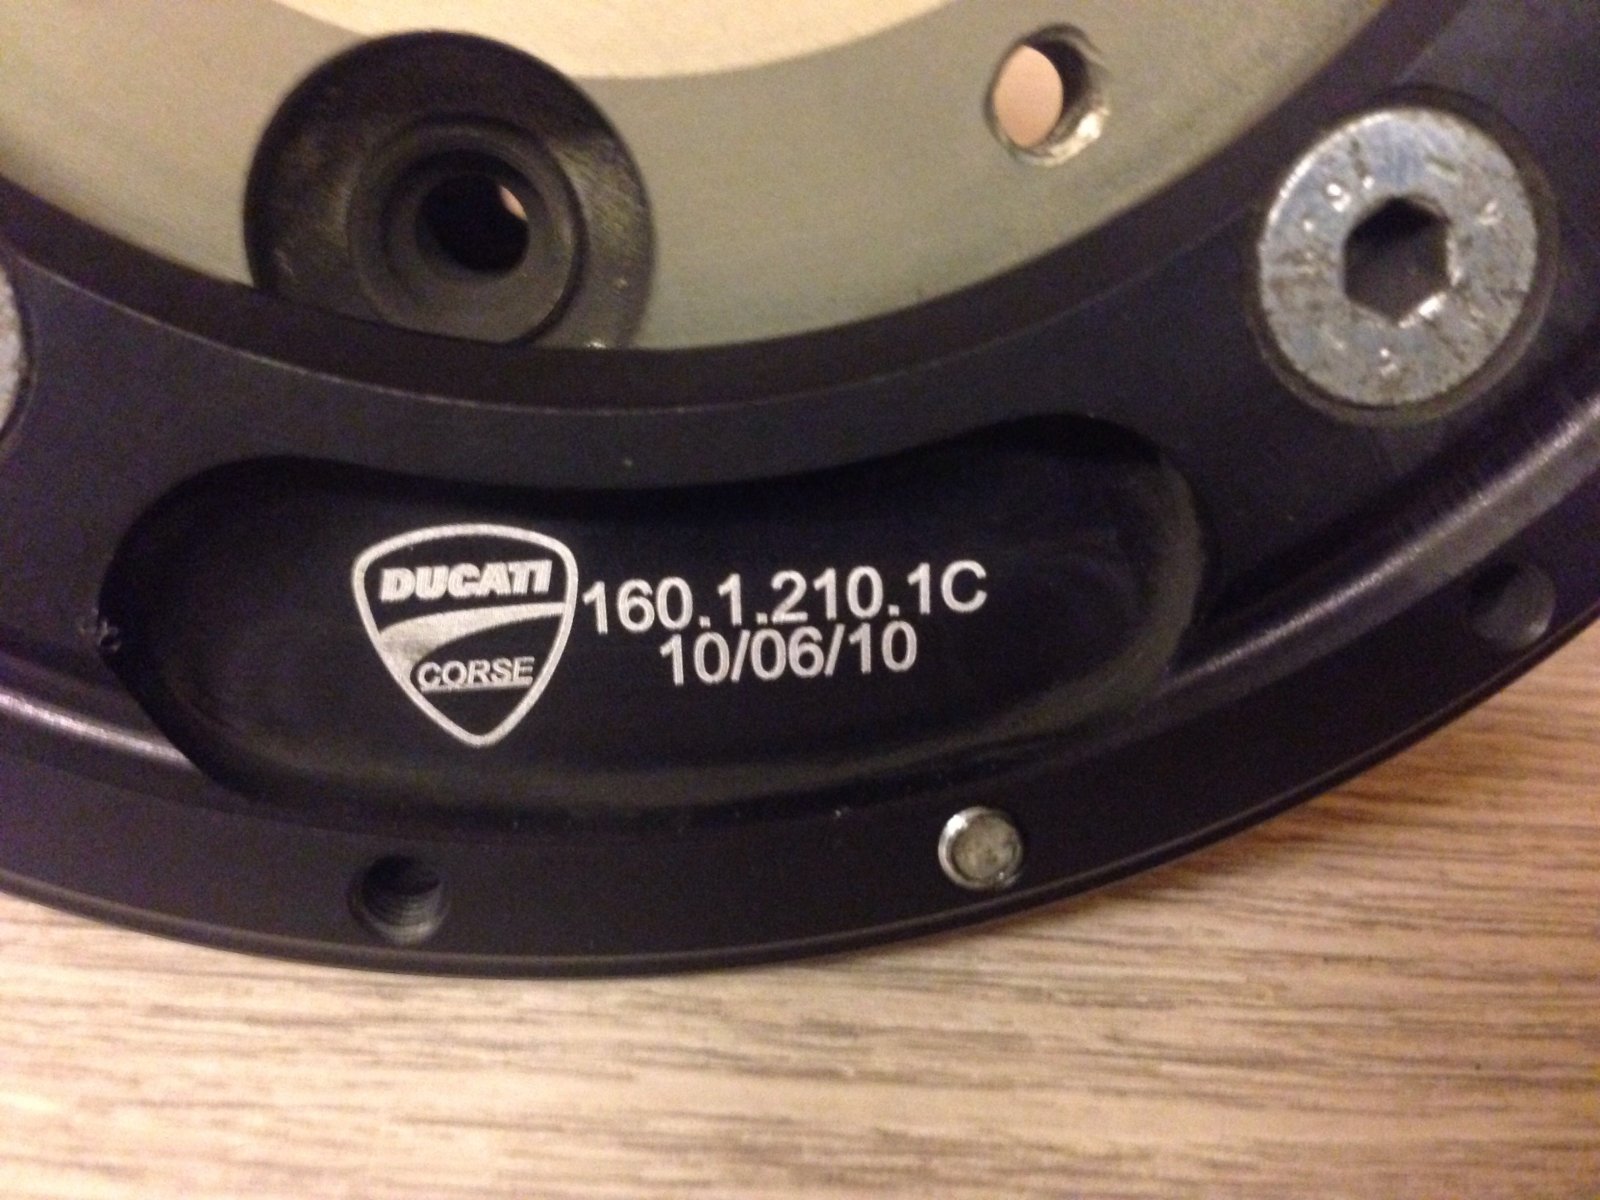 DUCATI
CORSE
160.1.210.1C
10/06/10